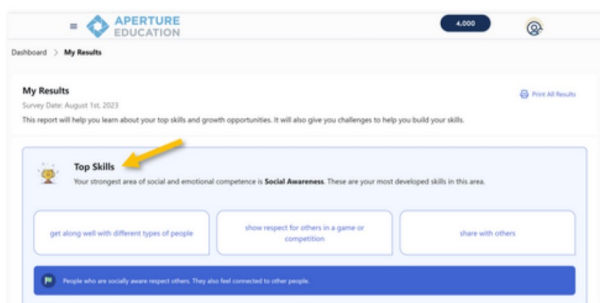 APERTURE
EDUCATION
4,000
Dashboard > My Results
My Results
Print All Results
Survey Date: August 1st, 2023
This report will help you learn about your top skills and growth opportunities. It will also give you challenges to help you build your skills.
Top Skills
Your strongest area of social and emotional competence is Social Awareness. These are your most developed skills in this area.
get along well with different types of people
show respect for others in a game or
competition
share with others
People who are socially aware respect others. They also feel connected to other people.